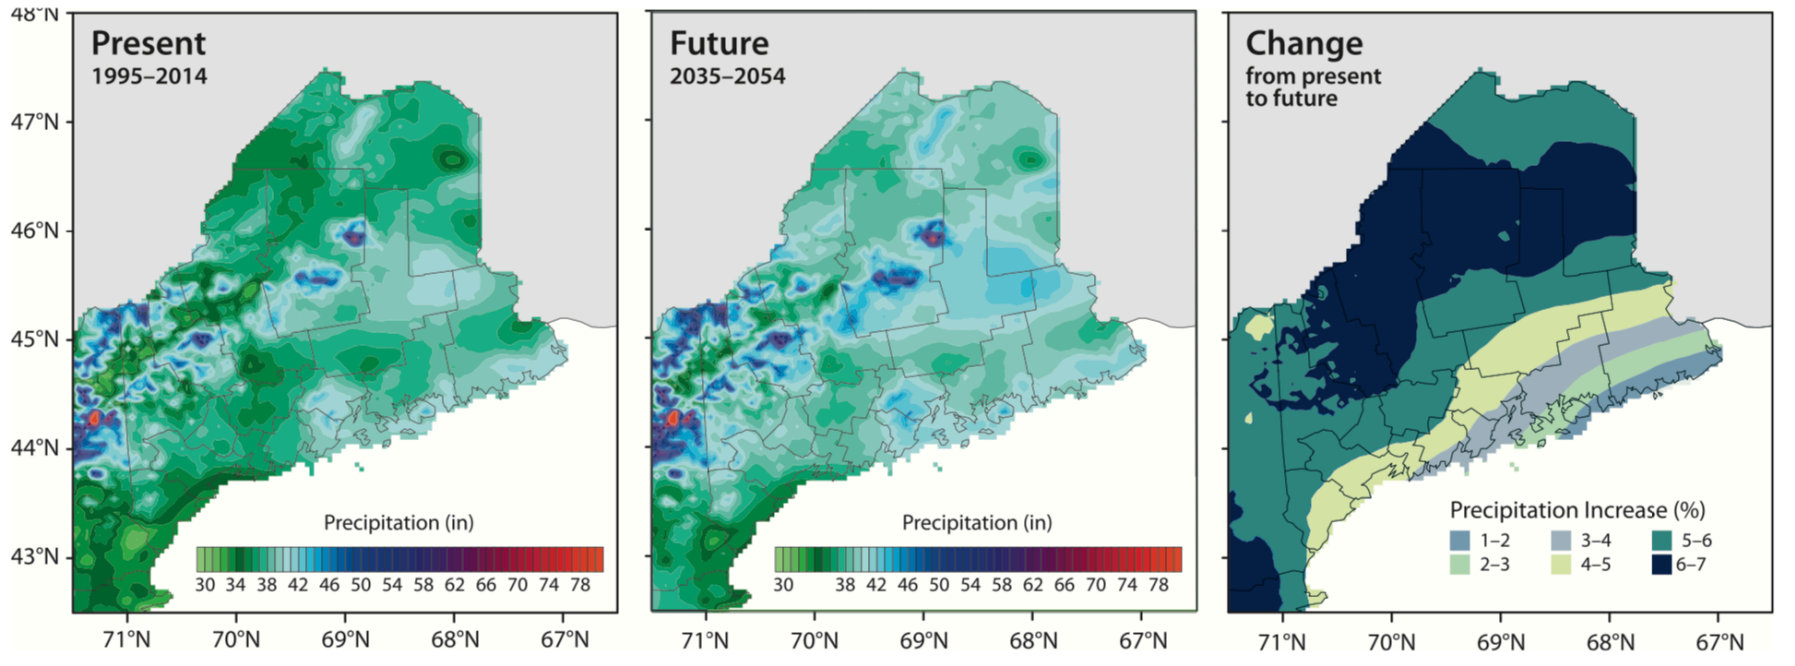 Present
1995–2014
48°N
47°N
46°N
45°N
44°N
43°N
Precipitation (in)
30 34 38 42 46 50 54 58 62 66 70 74 78
71°N 70°N 69°N 68°N 67°N
Future
2035–2054
Precipitation (in)
30 38 42 46 50 54 58 62 66 70 74 78
71°N 70°N 69°N 68°N 67°N
Change
from present
to future
Precipitation Increase (%)
1–2 3–4 5–6
2–3 4–5 6–7
71°N 70°N 69°N 68°N 67°N